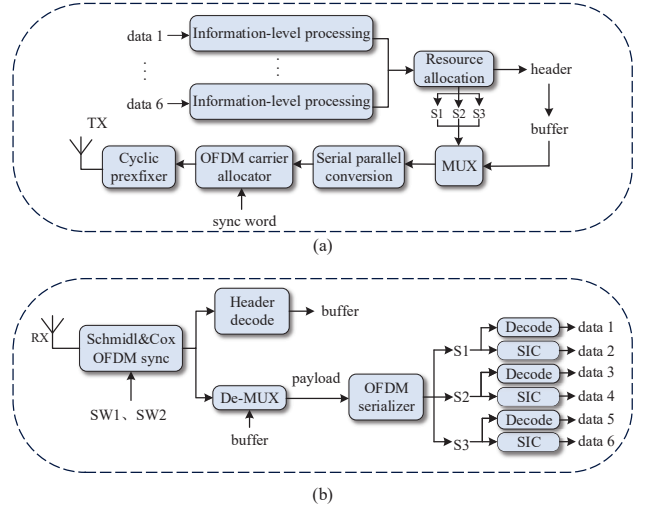 data 1
Information-level processing
data 6
Information-level processing
Resource
allocation
header
S1 S2 S3
buffer
TX
Cyclic
prexfixer
OFDM carrier
allocator
Serial parallel
conversion
MUX
sync word
(a)
RX
Schmidl&Cox
OFDM sync
SW1、SW2
Header
decode
buffer
De-MUX
buffer
payload
OFDM
serializer
S1
Decode
data 1
SIC
data 2
S2
Decode
data 3
SIC
data 4
S3
Decode
data 5
SIC
data 6
(b)